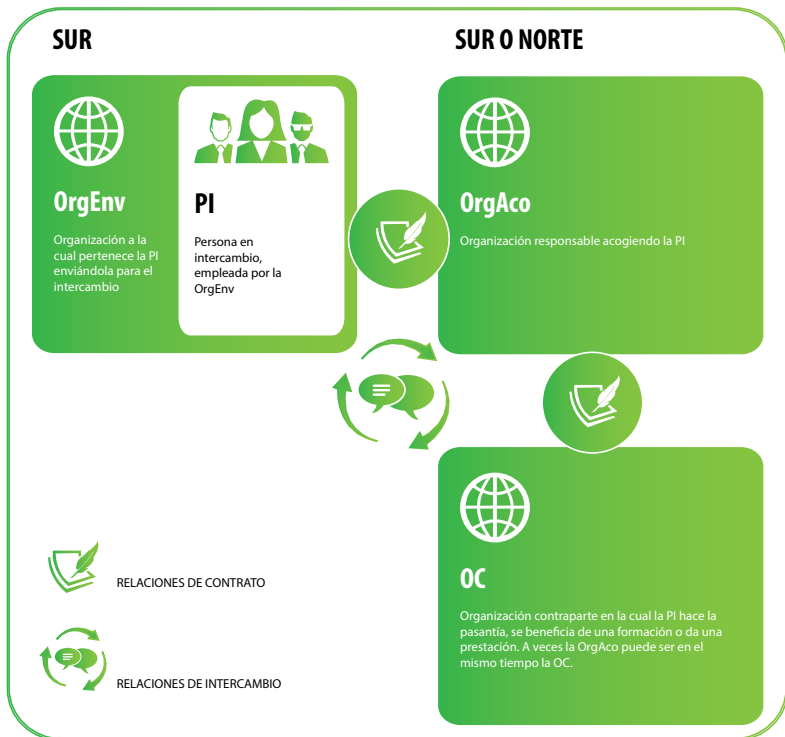 SUR
SUR O NORTE
OrgEnv
Organización a la
cual pertenece la PI
enviándola para el
intercambio
PI
Persona en
intercambio,
empleada por la
OrgEnv
OrgAco
Organización responsable acogiendo la PI
OC
Organización contraparte en la cual la PI hace la
pasantía, se beneficia de una formación o da una
prestación. A veces la OrgAco puede ser en el
mismo tiempo la OC.
RELACIONES DE CONTRATO
RELACIONES DE INTERCAMBIO